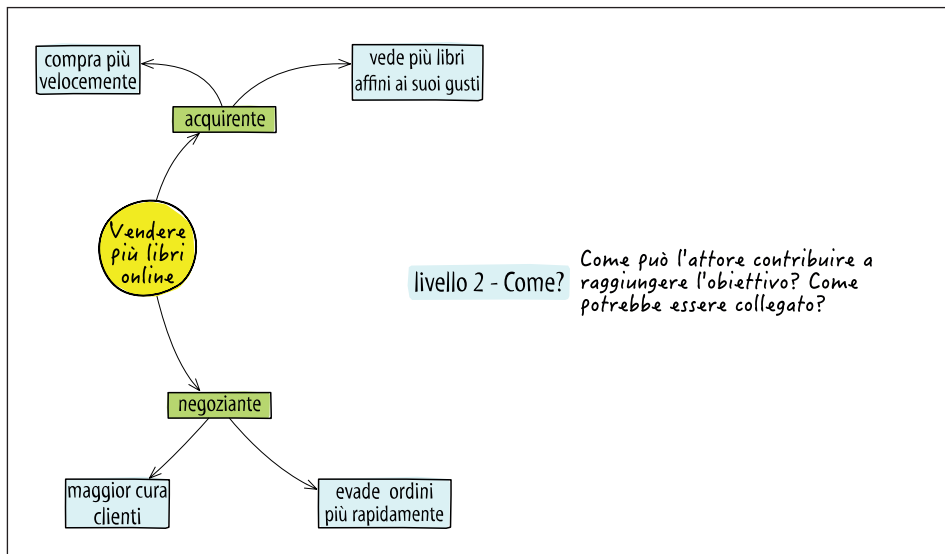 compra più
velocemente
vede più libri
affini ai suoi gusti
acquirente
Vendere
più libri
online
livello 2 - Come?
Come può l'attore contribuire a
raggiungere l'obiettivo? Come
potrebbe essere collegato?
negoziante
maggior cura
clienti
evade ordini
più rapidamente